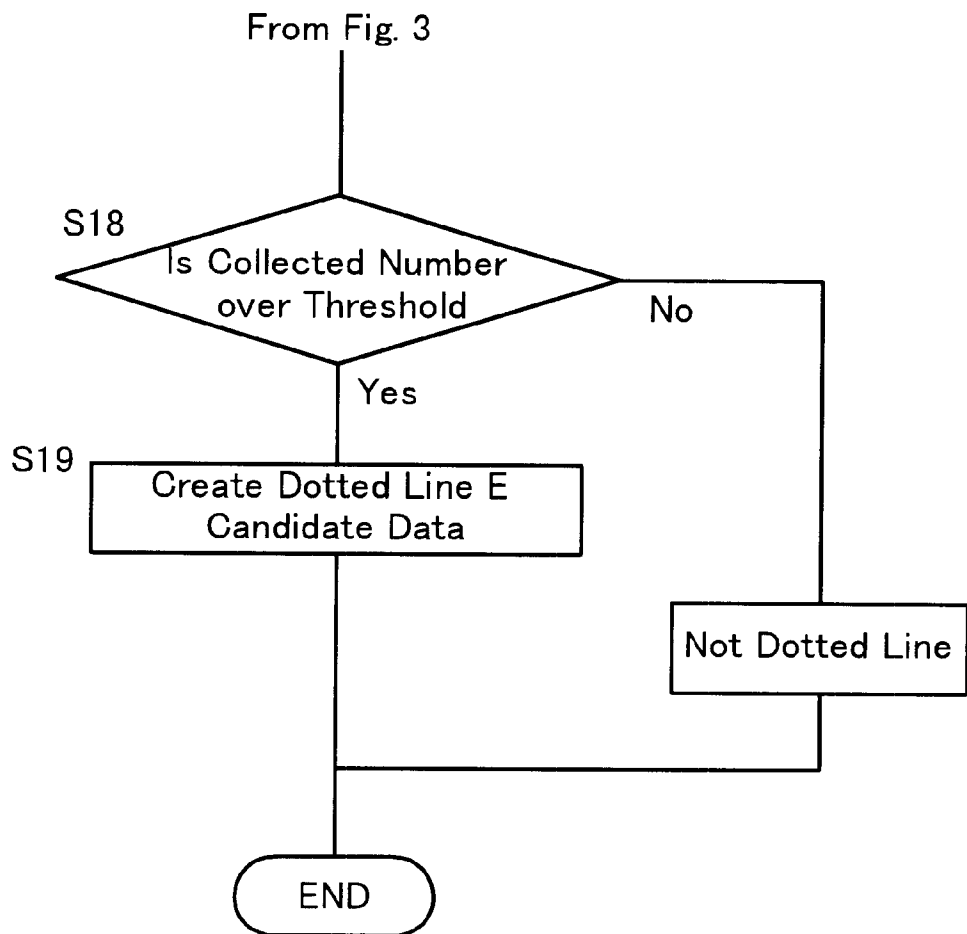 From Fig. 3
S18
Is Collected Number
over Threshold
No
Yes
S19
Create Dotted Line E
Candidate Data
Not Dotted Line
END